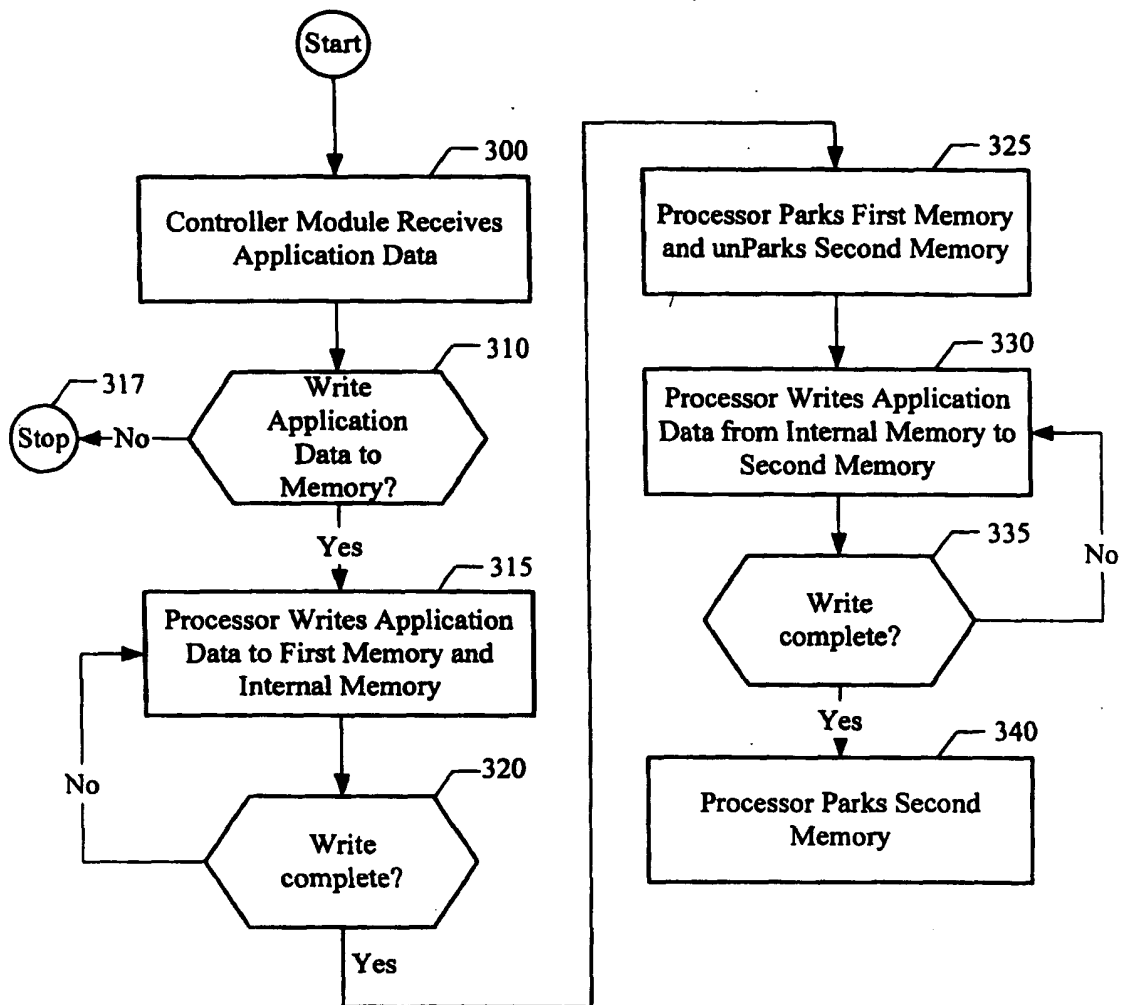 Start
300
Controller Module Receives
Application Data
310
Write
Application
Data to
Memory?
317
Stop
No
Yes
315
Processor Writes Application
Data to First Memory and
Internal Memory
No
320
Write
complete?
Yes
325
Processor Parks First Memory
and unParks Second Memory
330
Processor Writes Application
Data from Internal Memory to
Second Memory
335
Write
complete?
No
Yes
340
Processor Parks Second
Memory